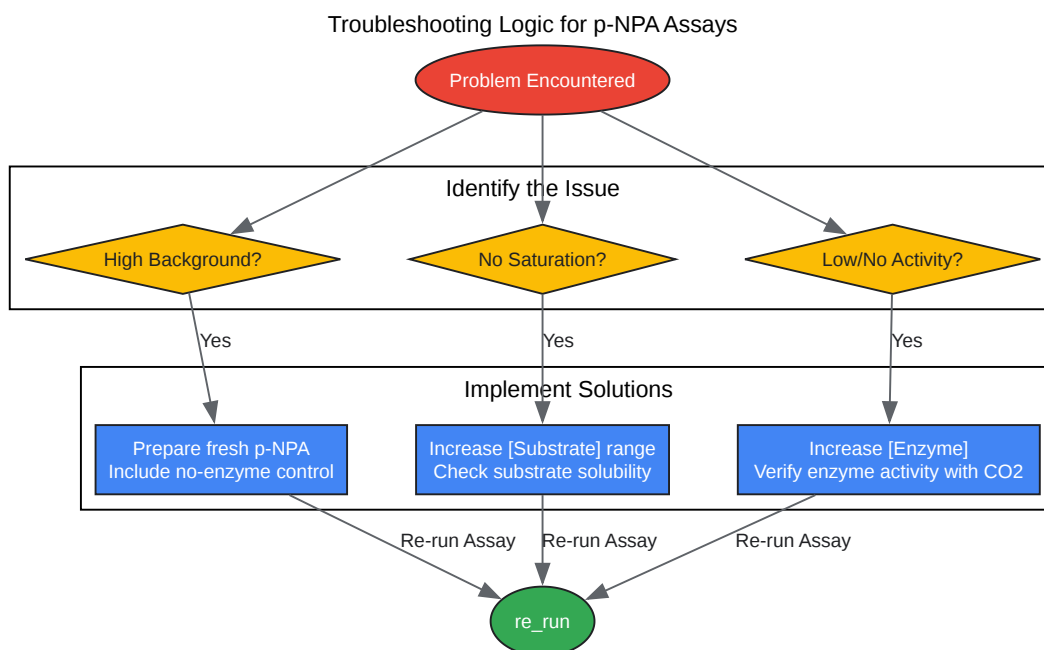 Troubleshooting Logic for p-NPA Assays
Problem Encountered
Identify the Issue
High Background?
No Saturation?
Low/No Activity?
Yes
Yes
Yes
Implement Solutions
Prepare fresh p-NPA
Include no-enzyme control
Increase [Substrate] range
Check substrate solubility
Increase [Enzyme]
Verify enzyme activity with CO2
Re-run Assay
Re-run Assay
Re-run Assay
re_run